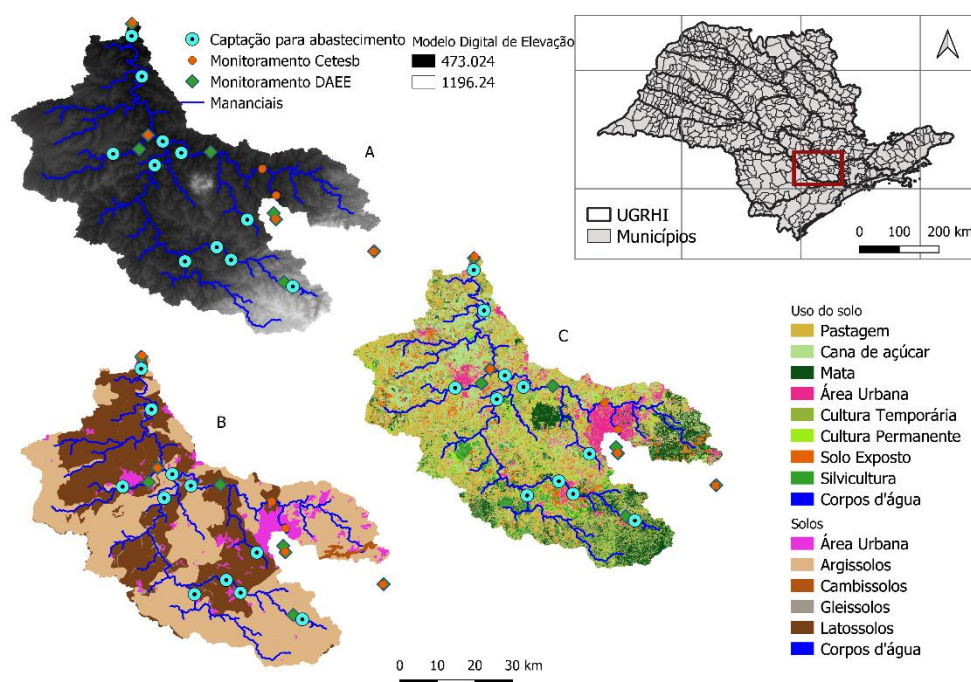 Captação para abastecimento
Monitoramento Cetesb
Monitoramento DAEE
Mananciais
Modelo Digital de Elevação
473.024
1196.24
A
UGRHI
Municípios
0 100 200 km
B
C
Uso do solo
Pastagem
Cana de açúcar
Mata
Área Urbana
Cultura Temporária
Cultura Permanente
Solo Exposto
Silvicultura
Corpos d'água
Solos
Área Urbana
Argissolos
Cambissolos
Gleissolos
Latossolos
Corpos d'água
0 10 20 30 km